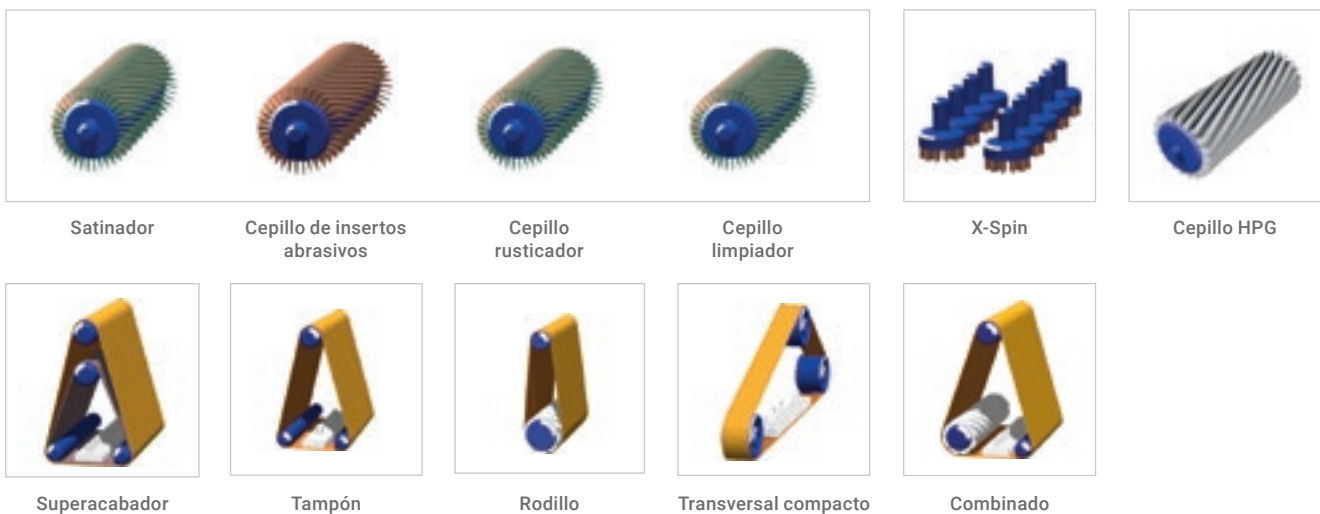 Satinador
Cepillo de insertos
abrasivos
Cepillo
rusticador
Cepillo
limpiador
X-Spin
Cepillo HPG
Superacabador
Tampón
Rodillo
Transversal compacto
Combinado